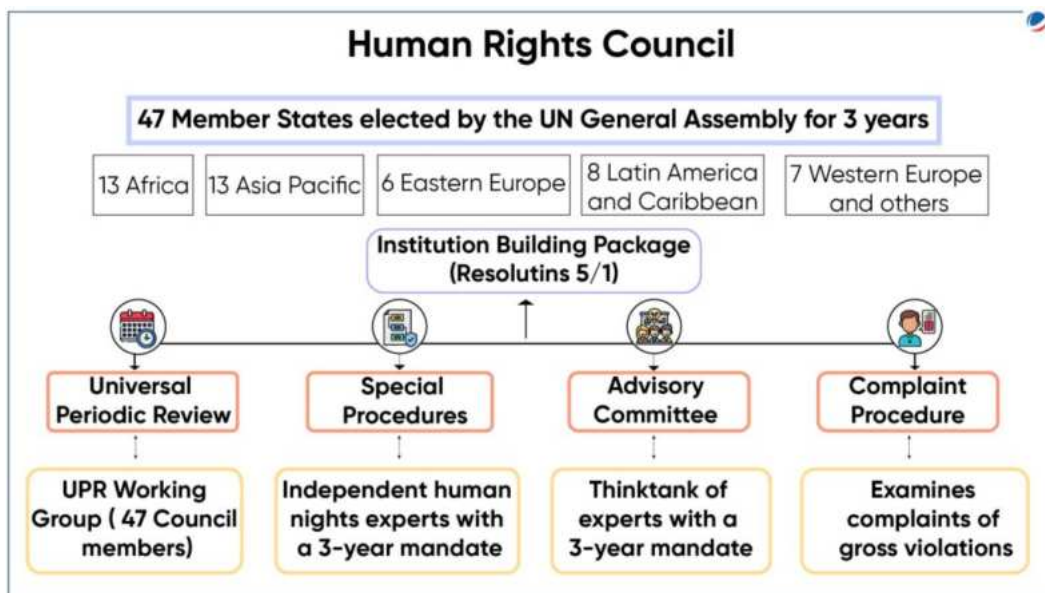 Human Rights Council
47 Member States elected by the UN General Assembly for 3 years
13 Africa
13 Asia Pacific
6 Eastern Europe
8 Latin America
and Caribbean
7 Western Europe
and others
Institution Building Package
(Resolutins 5/1)
Universal
Periodic Review
Special
Procedures
Advisory
Committee
Complaint
Procedure
UPR Working
Group ( 47 Council
members)
Independent human
nights experts with
a 3-year mandate
Thinktank of
experts with a
3-year mandate
Examines
complaints of
gross violations